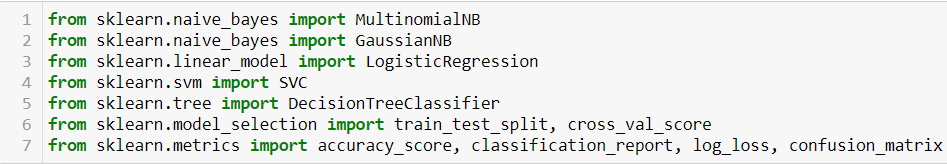 1 from sklearn.naive_bayes import MultinomialNB
2 from sklearn.naive_bayes import GaussianNB
3 from sklearn.linear_model import LogisticRegression
4 from sklearn.svm import SVC
5 from sklearn.tree import DecisionTreeClassifier
6 from sklearn.model_selection import train_test_split, cross_val_score
7 from sklearn.metrics import accuracy_score, classification_report, log_loss, confusion_matrix